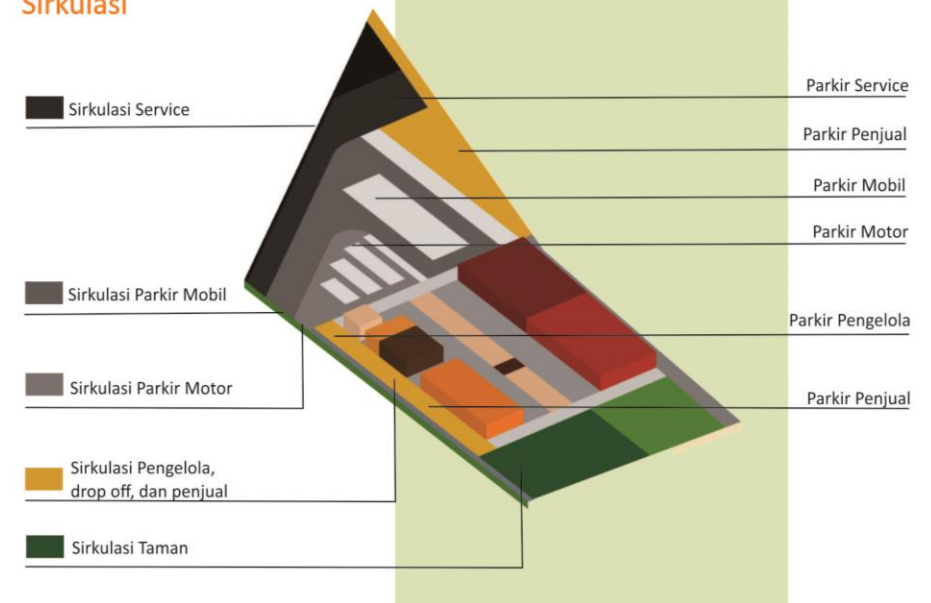 Sirkulasi
Sirkulasi Service
Parkir Service
Parkir Penjual
Parkir Mobil
Parkir Motor
Sirkulasi Parkir Mobil
Parkir Pengelola
Sirkulasi Parkir Motor
Parkir Penjual
Sirkulasi Pengelola,
drop off, dan penjual
Sirkulasi Taman